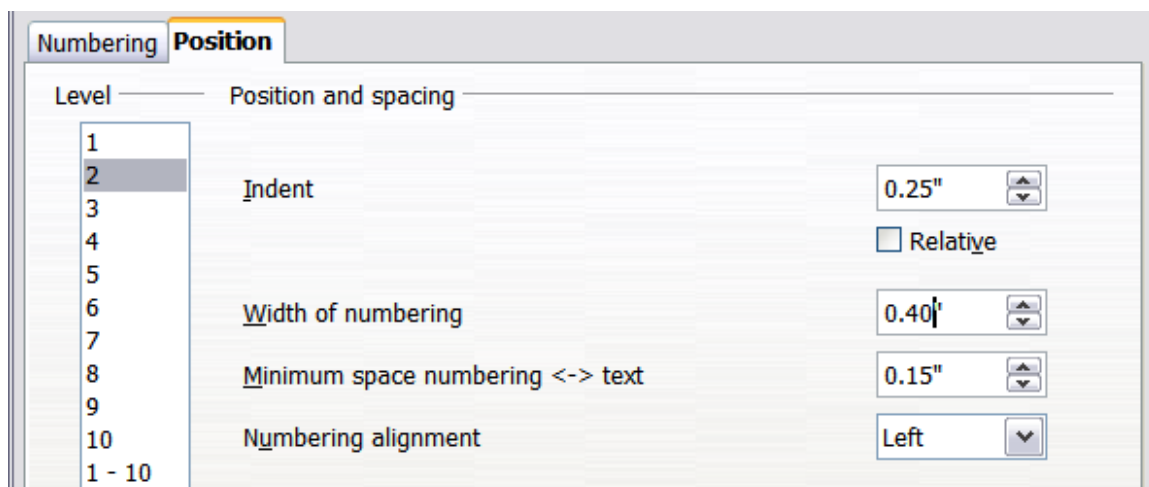 Numbering Position
Level Position and spacing
1
2
Indent 0.25"
3
4
Relative
5
6
Width of numbering 0.40"
7
8
Minimum space numbering <-> text 0.15"
9
10
Numbering alignment Left
1 - 10